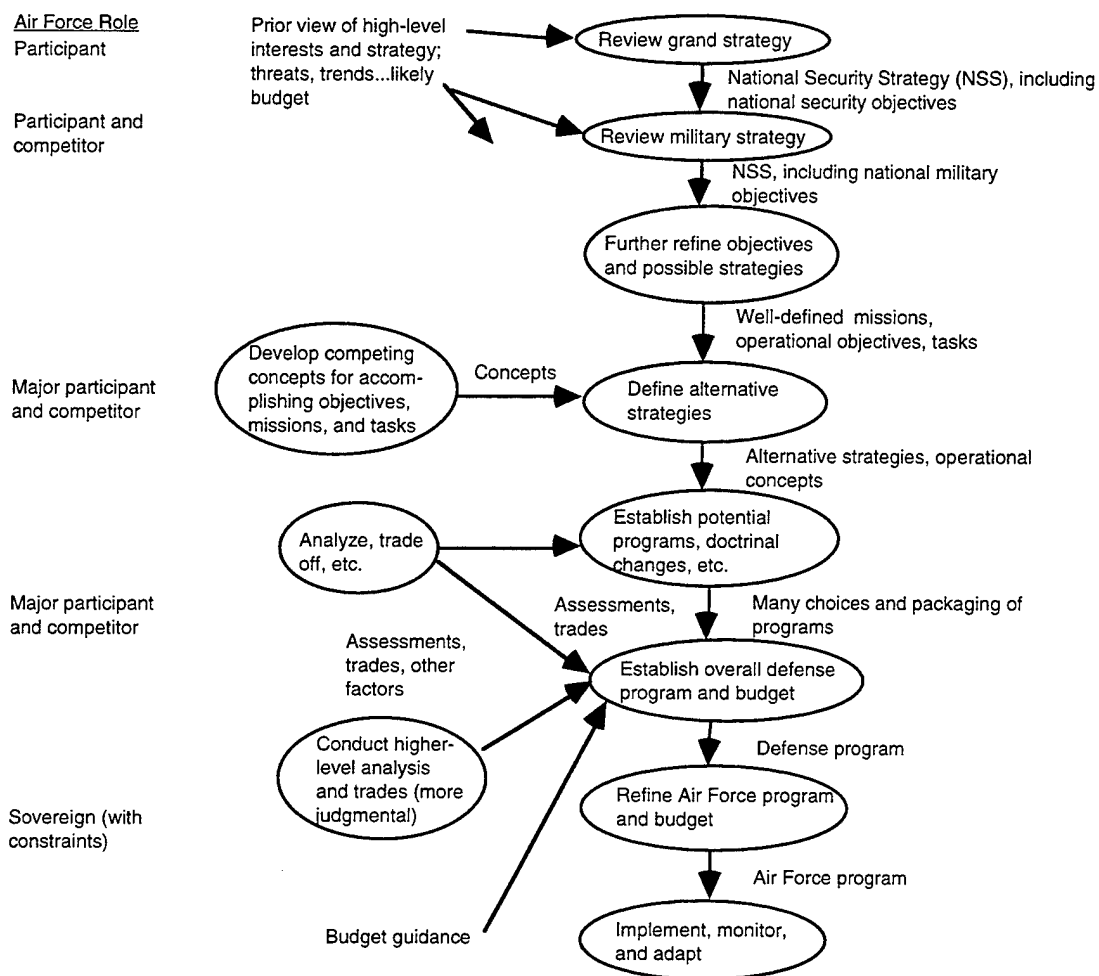 Air Force Role
Participant
Prior view of high-level
interests and strategy;
threats, trends...likely
budget
Review grand strategy
National Security Strategy (NSS), including
national security objectives
Participant and
competitor
Review military strategy
NSS, including national military
objectives
Further refine objectives
and possible strategies
Well-defined missions,
operational objectives, tasks
Major participant
and competitor
Develop competing
concepts for accom-
plishing objectives,
missions, and tasks
Concepts
Define alternative
strategies
Alternative strategies, operational
concepts
Analyze, trade
off, etc.
Establish potential
programs, doctrinal
changes, etc.
Major participant
and competitor
Assessments,
trades
Many choices and packaging of
programs
Assessments,
trades, other
factors
Establish overall defense
program and budget
Conduct higher-
level analysis
and trades (more
judgmental)
Defense program
Sovereign (with
constraints)
Refine Air Force program
and budget
Air Force program
Budget guidance
Implement, monitor,
and adapt